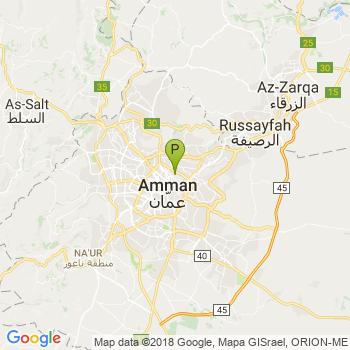 25
30
Az-Zarqa
الزرقاء
15
35
As-Salt
السلط
30
Russayfah
الرصيفة
P
Amman
عمان
45
NA'UR
منطقة ناعور
40
45
Google
Map data ©2018 Google, Mapa GISrael, ORION-ME